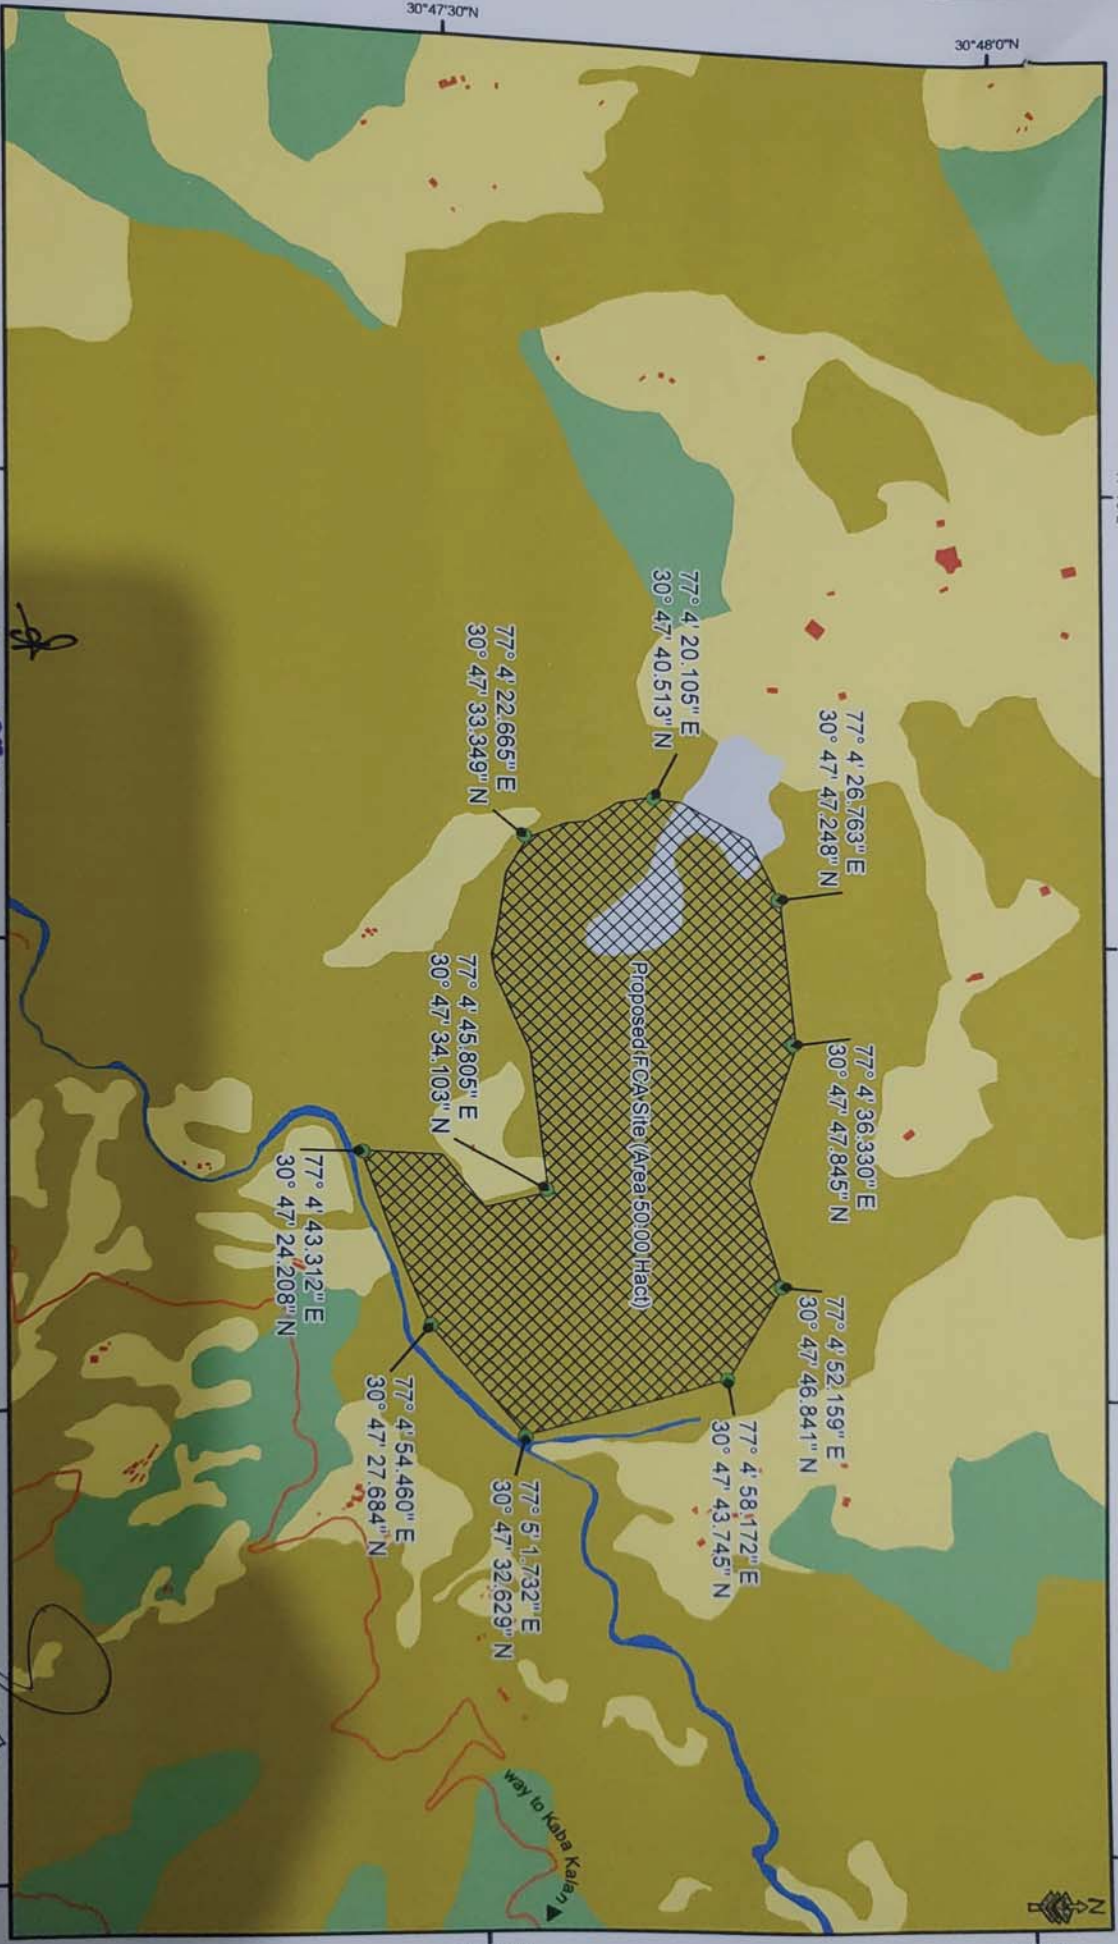 30°47'30"N
30°48'0"N
N
77° 4' 20.105" E
30° 47' 40.513" N
77° 4' 26.763" E
30° 47' 47.248" N
77° 4' 36.330" E
30° 47' 47.845" N
77° 4' 52.159" E
30° 47' 46.841" N
77° 4' 58.172" E
30° 47' 43.745" N
77° 4' 22.665" E
30° 47' 33.349" N
Proposed FCA Site (Area 50.00 Hact)
77° 4' 45.805" E
30° 47' 34.103" N
77° 5' 1.732" E
30° 47' 32.629" N
77° 4' 54.460" E
30° 47' 27.684" N
77° 4' 43.312" E
30° 47' 24.208" N
way to Kaba Kalan